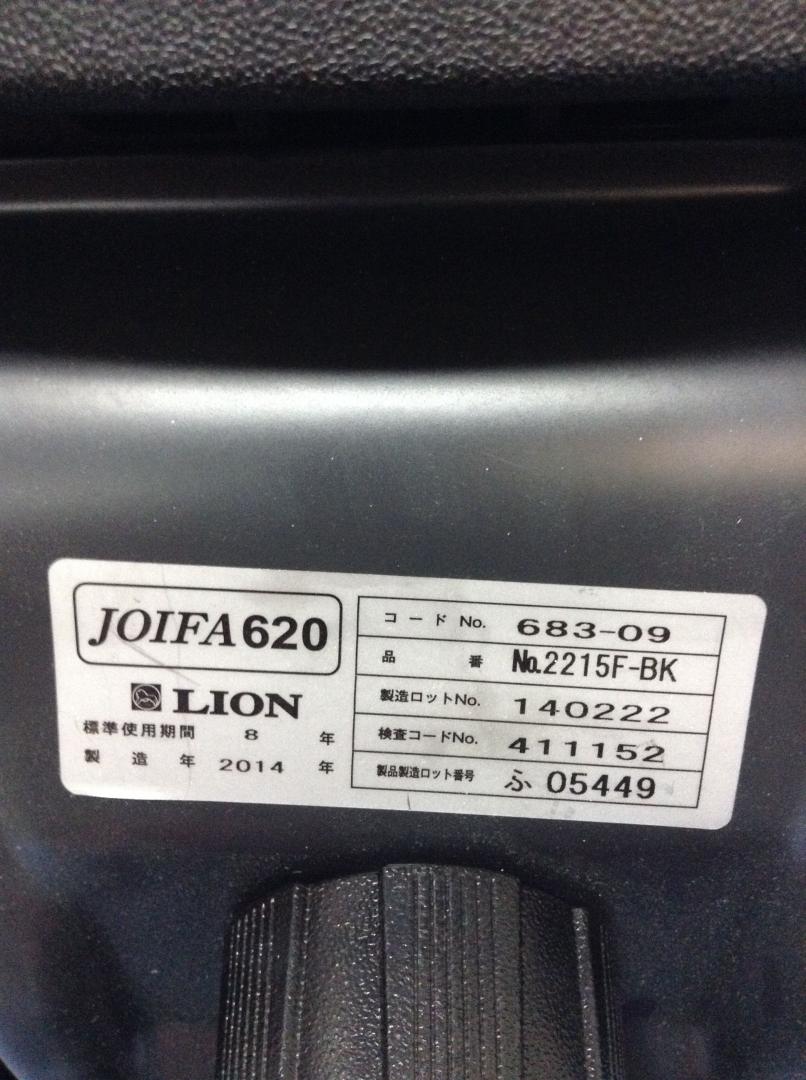 JOIFA620
LION
標準使用期間 8 年
製造年 2014 年
コードNo. 683-09
品番 No.2215F-BK
製造ロットNo. 140222
検査コードNo. 411152
製品製造ロット番号 ふ 05449